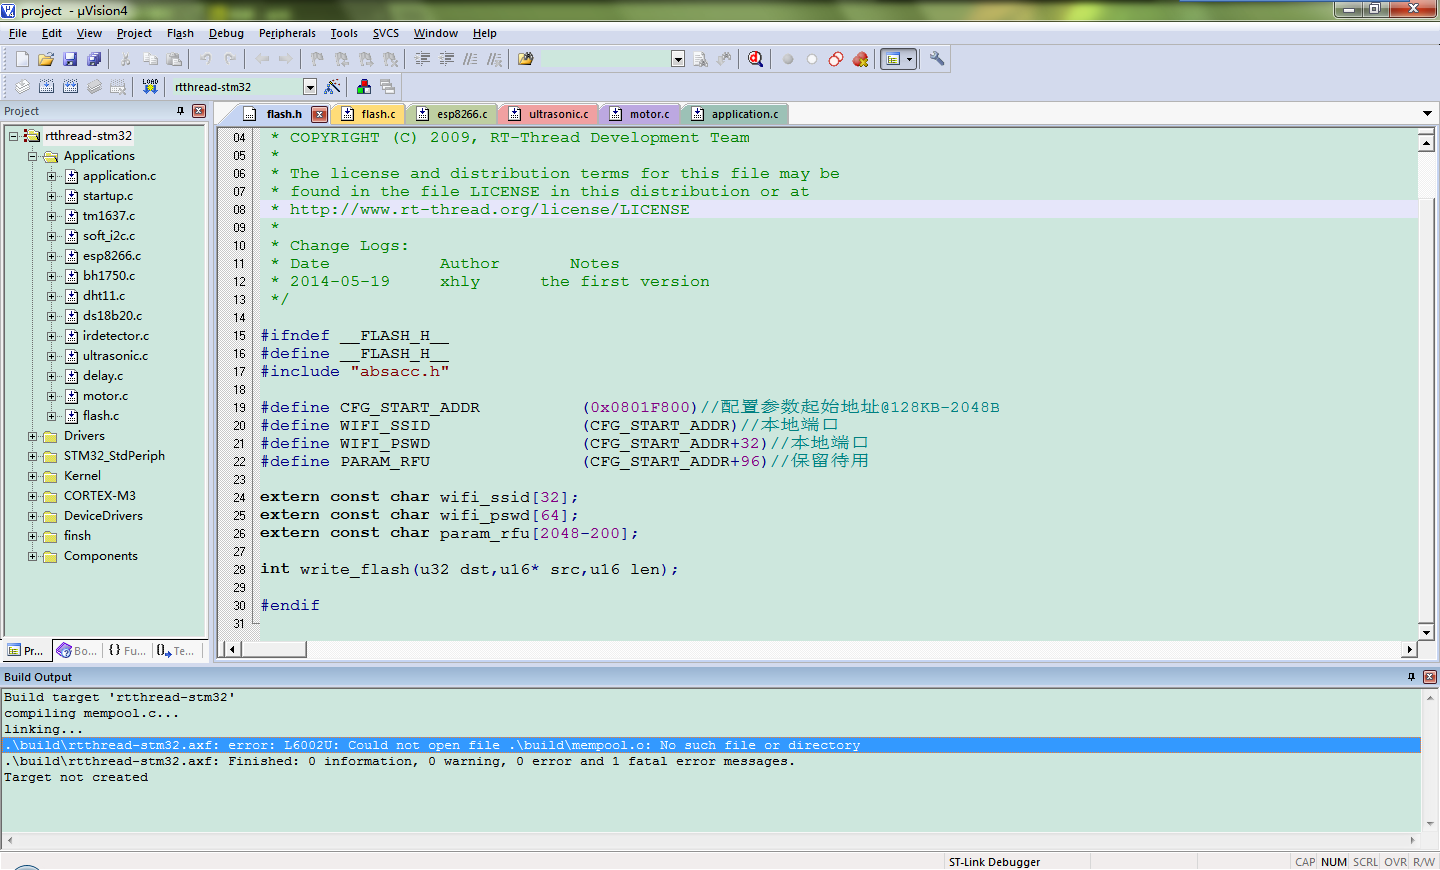 project - µVision4
File Edit View Project Flash Debug Peripherals Tools SVCS Window Help
LOAD rtthread-stm32
Project
flash.h flash.c esp8266.c ultrasonic.c motor.c application.c
rtthread-stm32
Applications
application.c
startup.c
tm1637.c
soft_i2c.c
esp8266.c
bh1750.c
dht11.c
ds18b20.c
irdetector.c
ultrasonic.c
delay.c
motor.c
flash.c
Drivers
STM32_StdPeriph
Kernel
CORTEX-M3
DeviceDrivers
finsh
Components
Pr... Bo... {} Fu... Te...
04 * COPYRIGHT (C) 2009, RT-Thread Development Team
05 *
06 * The license and distribution terms for this file may be
07 * found in the file LICENSE in this distribution or at
08 * http://www.rt-thread.org/license/LICENSE
09 *
10 * Change Logs:
11 * Date Author Notes
12 * 2014-05-19 xhly the first version
13 */
14
15 #ifndef __FLASH_H__
16 #define __FLASH_H__
17 #include "absacc.h"
18
19 #define CFG_START_ADDR (0x0801F800)//配置参数起始地址@128KB-2048B
20 #define WIFI_SSID (CFG_START_ADDR)//本地端口
21 #define WIFI_PSWD (CFG_START_ADDR+32)//本地端口
22 #define PARAM_RFU (CFG_START_ADDR+96)//保留待用
23
24 extern const char wifi_ssid[32];
25 extern const char wifi_pswd[64];
26 extern const char param_rfu[2048-200];
27
28 int write_flash(u32 dst,u16* src,u16 len);
29
30 #endif
31
Build Output
Build target 'rtthread-stm32'
compiling mempool.c...
linking...
.\build\rtthread-stm32.axf: error: L6002U: Could not open file .\build\mempool.o: No such file or directory
.\build\rtthread-stm32.axf: Finished: 0 information, 0 warning, 0 error and 1 fatal error messages.
Target not created
ST-Link Debugger CAP NUM SCRL OVR R/W